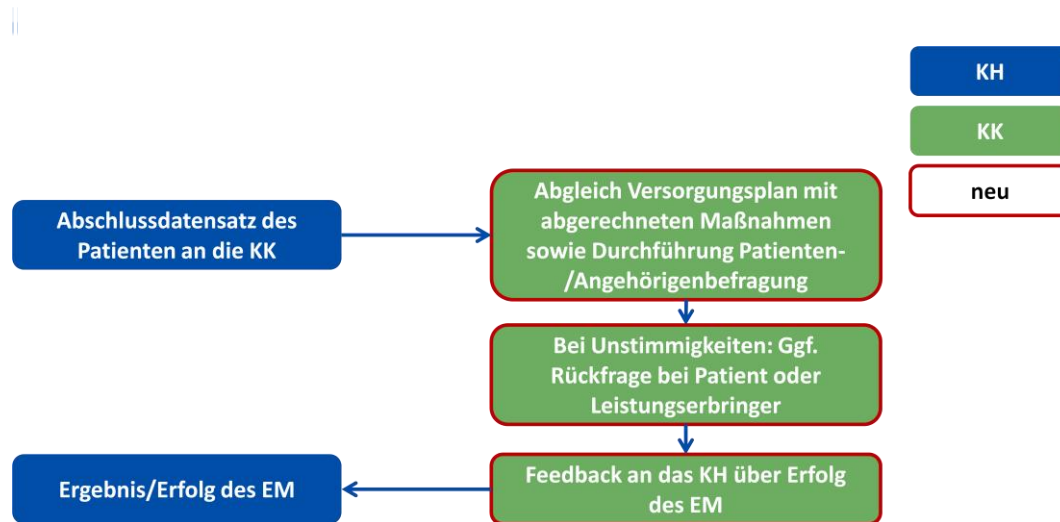 KH
KK
neu
Abschlussdatensatz des
Patienten an die KK
Abgleich Versorgungsplan mit
abgerechneten Maßnahmen
sowie Durchführung Patienten-
/Angehörigenbefragung
Bei Unstimmigkeiten: Ggf.
Rückfrage bei Patient oder
Leistungserbringer
Feedback an das KH über Erfolg
des EM
Ergebnis/Erfolg des EM